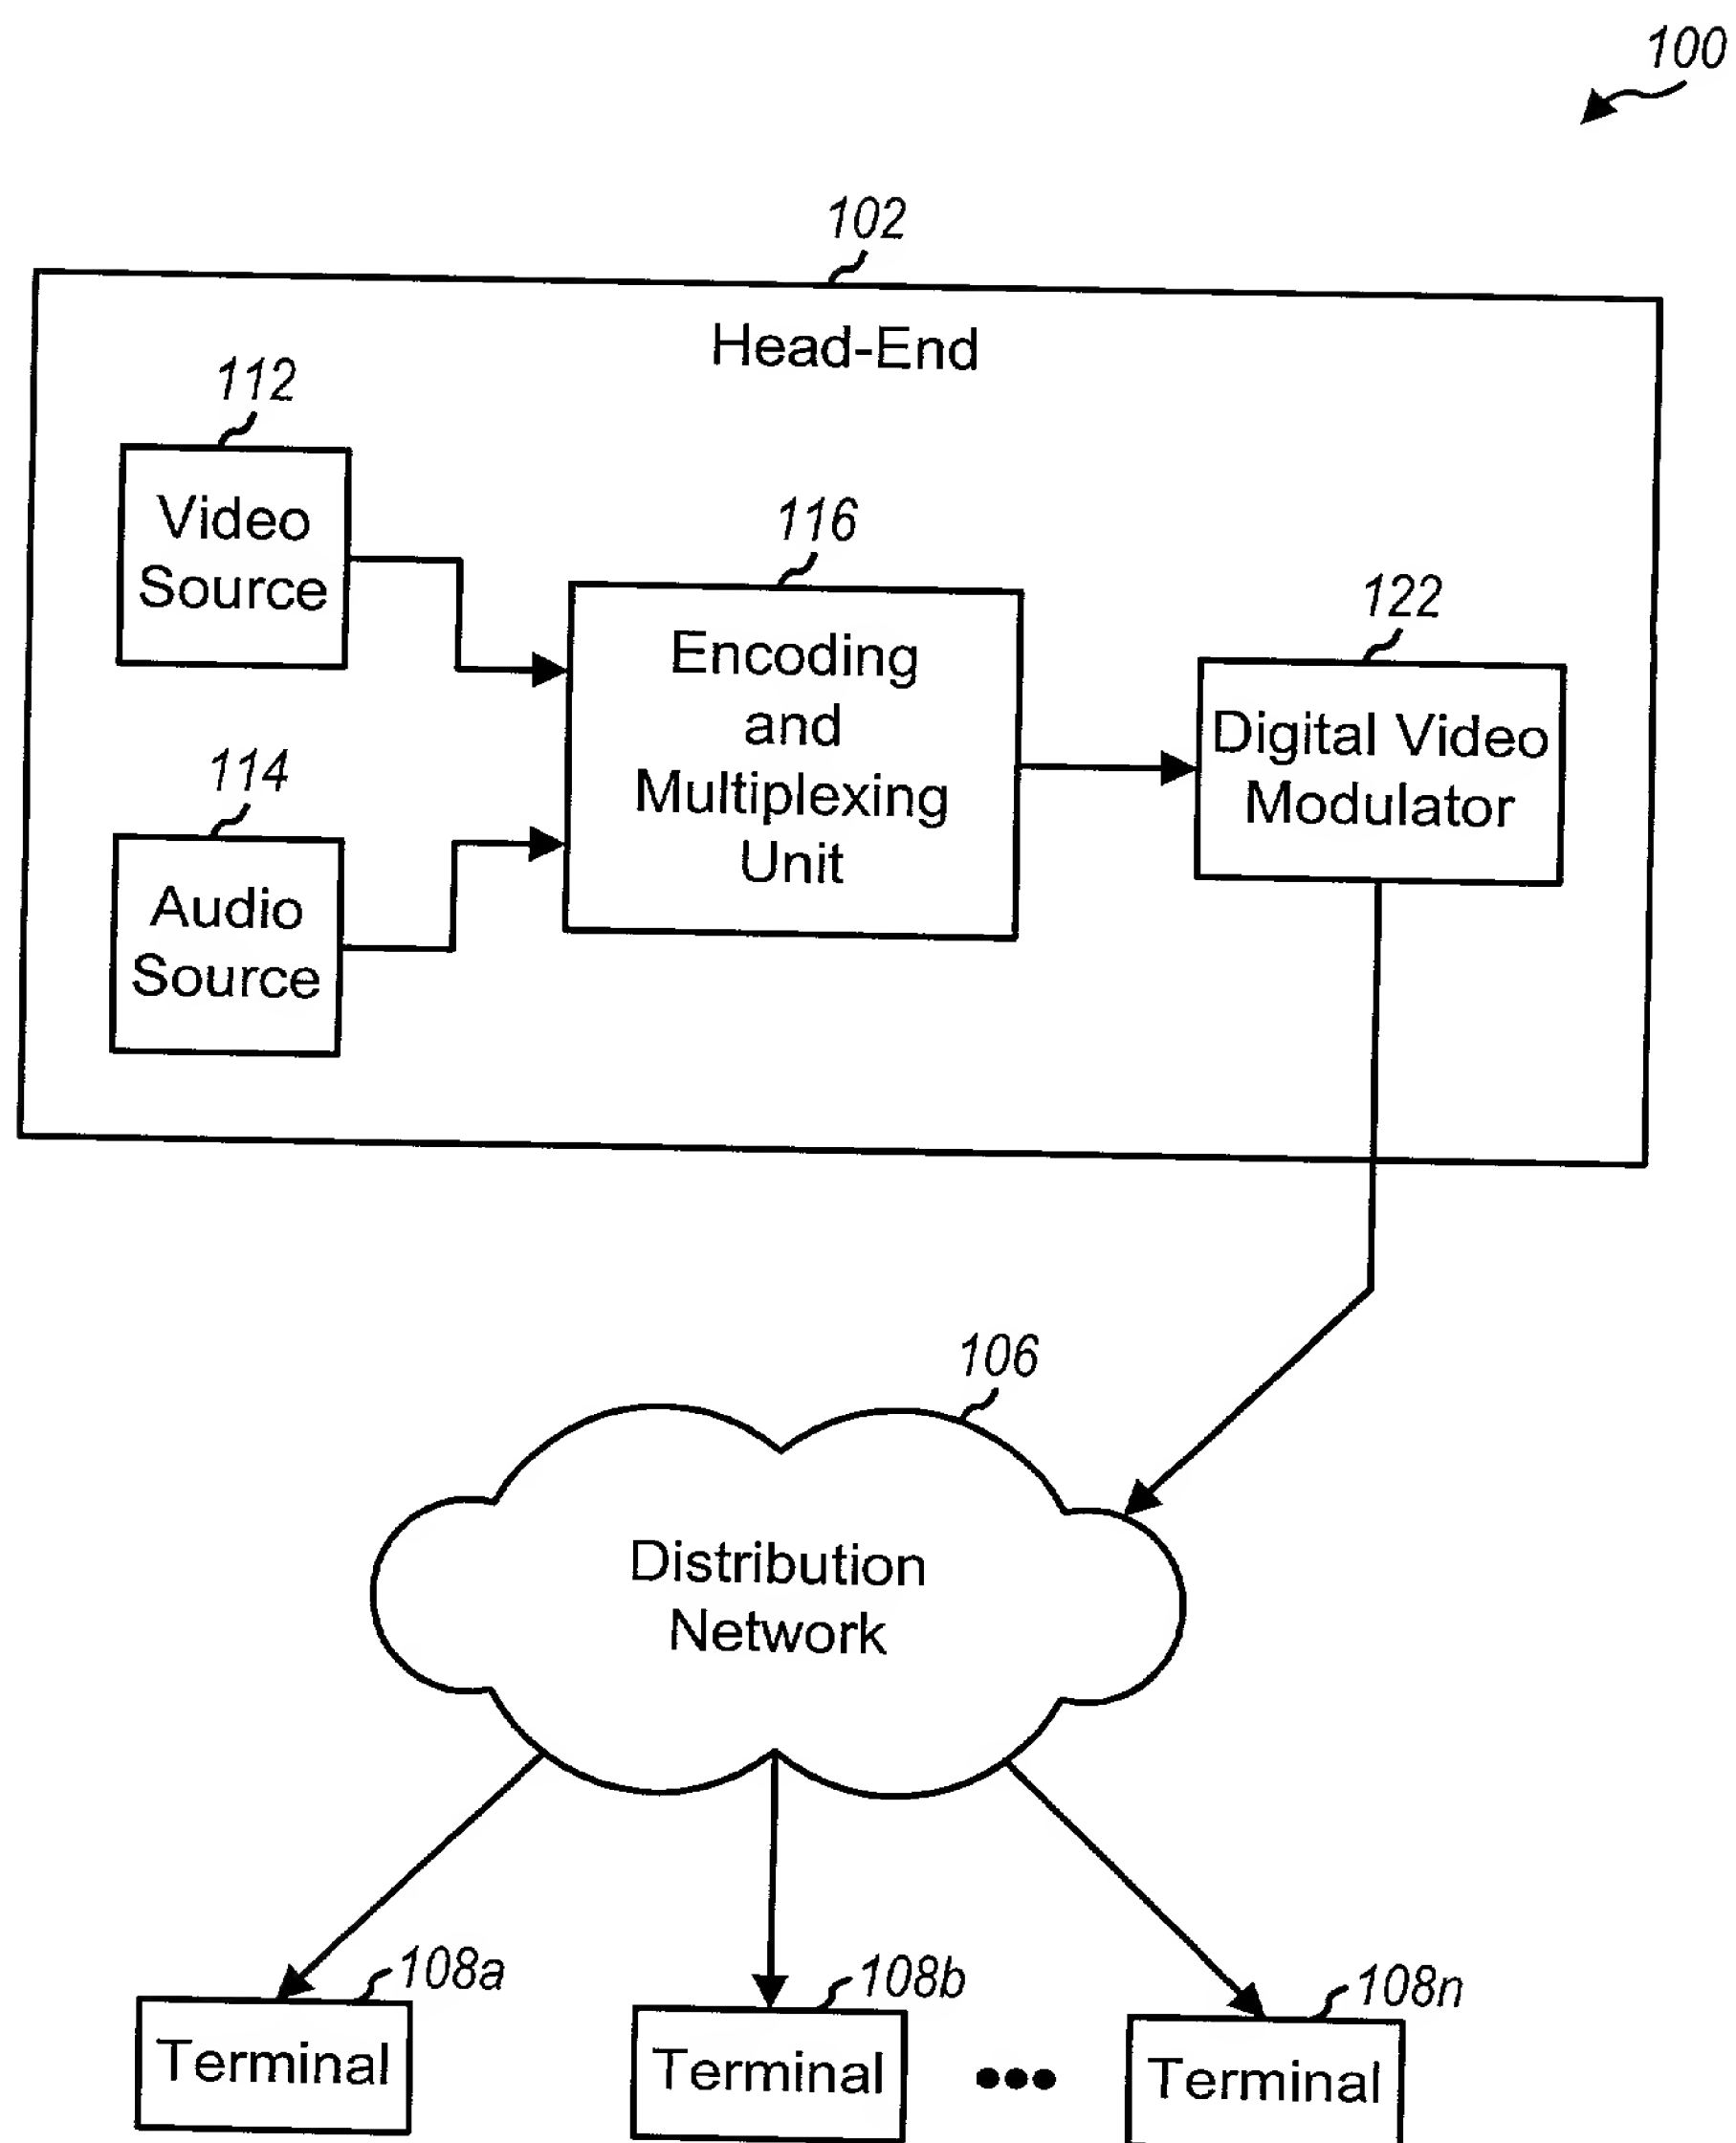 100
102
Head-End
112
Video
Source
116
Encoding
and
Multiplexing
Unit
122
Digital Video
Modulator
114
Audio
Source
106
Distribution
Network
108a
Terminal
108b
Terminal
108n
Terminal